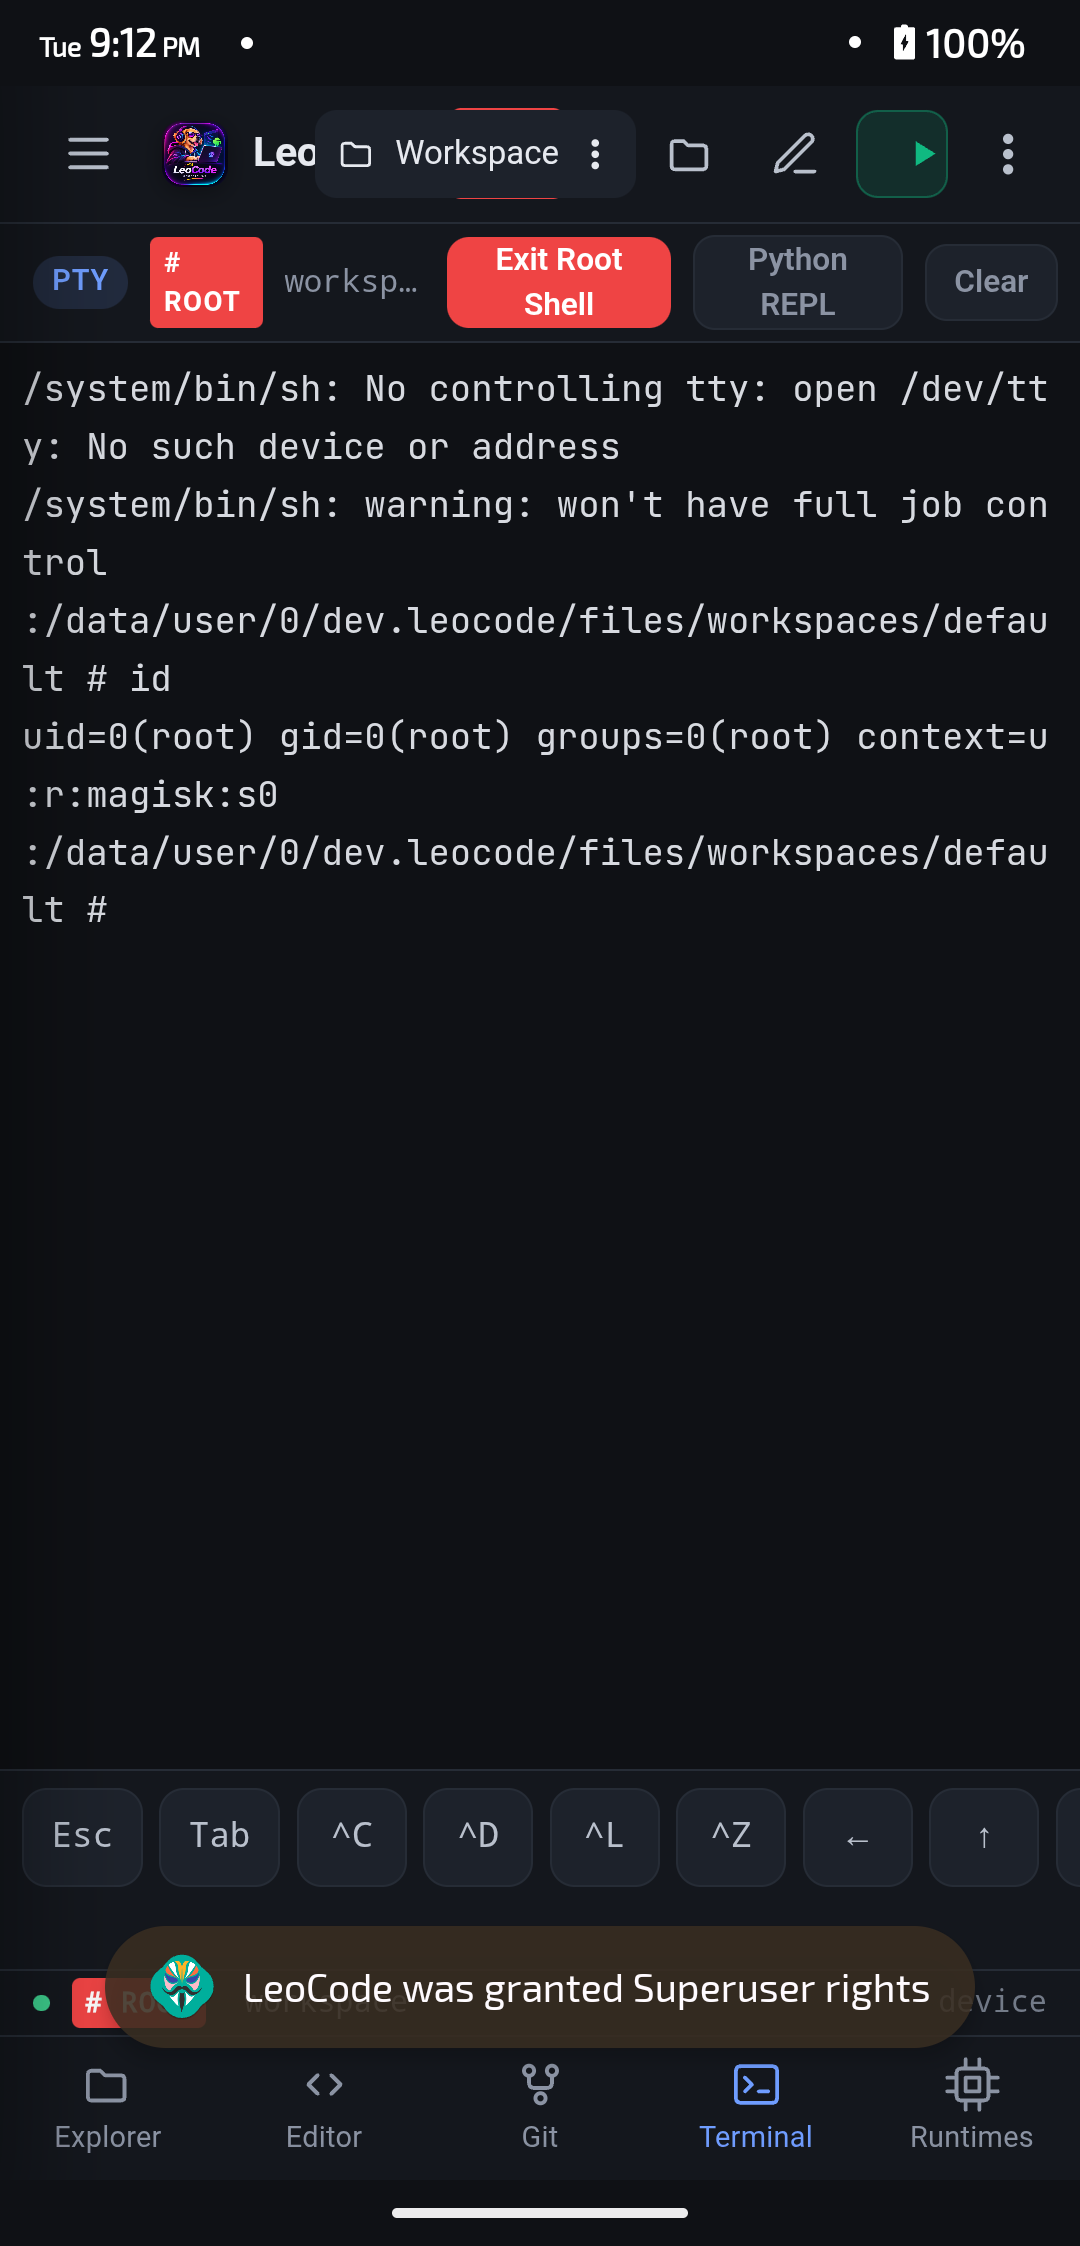 Tue 9:12 PM
100%
LeoCode
Leo
Workspace
PTY
# ROOT
worksp…
Exit Root Shell
Python REPL
Clear
/system/bin/sh: No controlling tty: open /dev/tt
y: No such device or address
/system/bin/sh: warning: won't have full job con
trol
:/data/user/0/dev.leocode/files/workspaces/defau
lt # id
uid=0(root) gid=0(root) groups=0(root) context=u
:r:magisk:s0
:/data/user/0/dev.leocode/files/workspaces/defau
lt #
Esc Tab ^C ^D ^L ^Z ← ↑
LeoCode was granted Superuser rights
# ROOT workspace device
Explorer Editor Git Terminal Runtimes